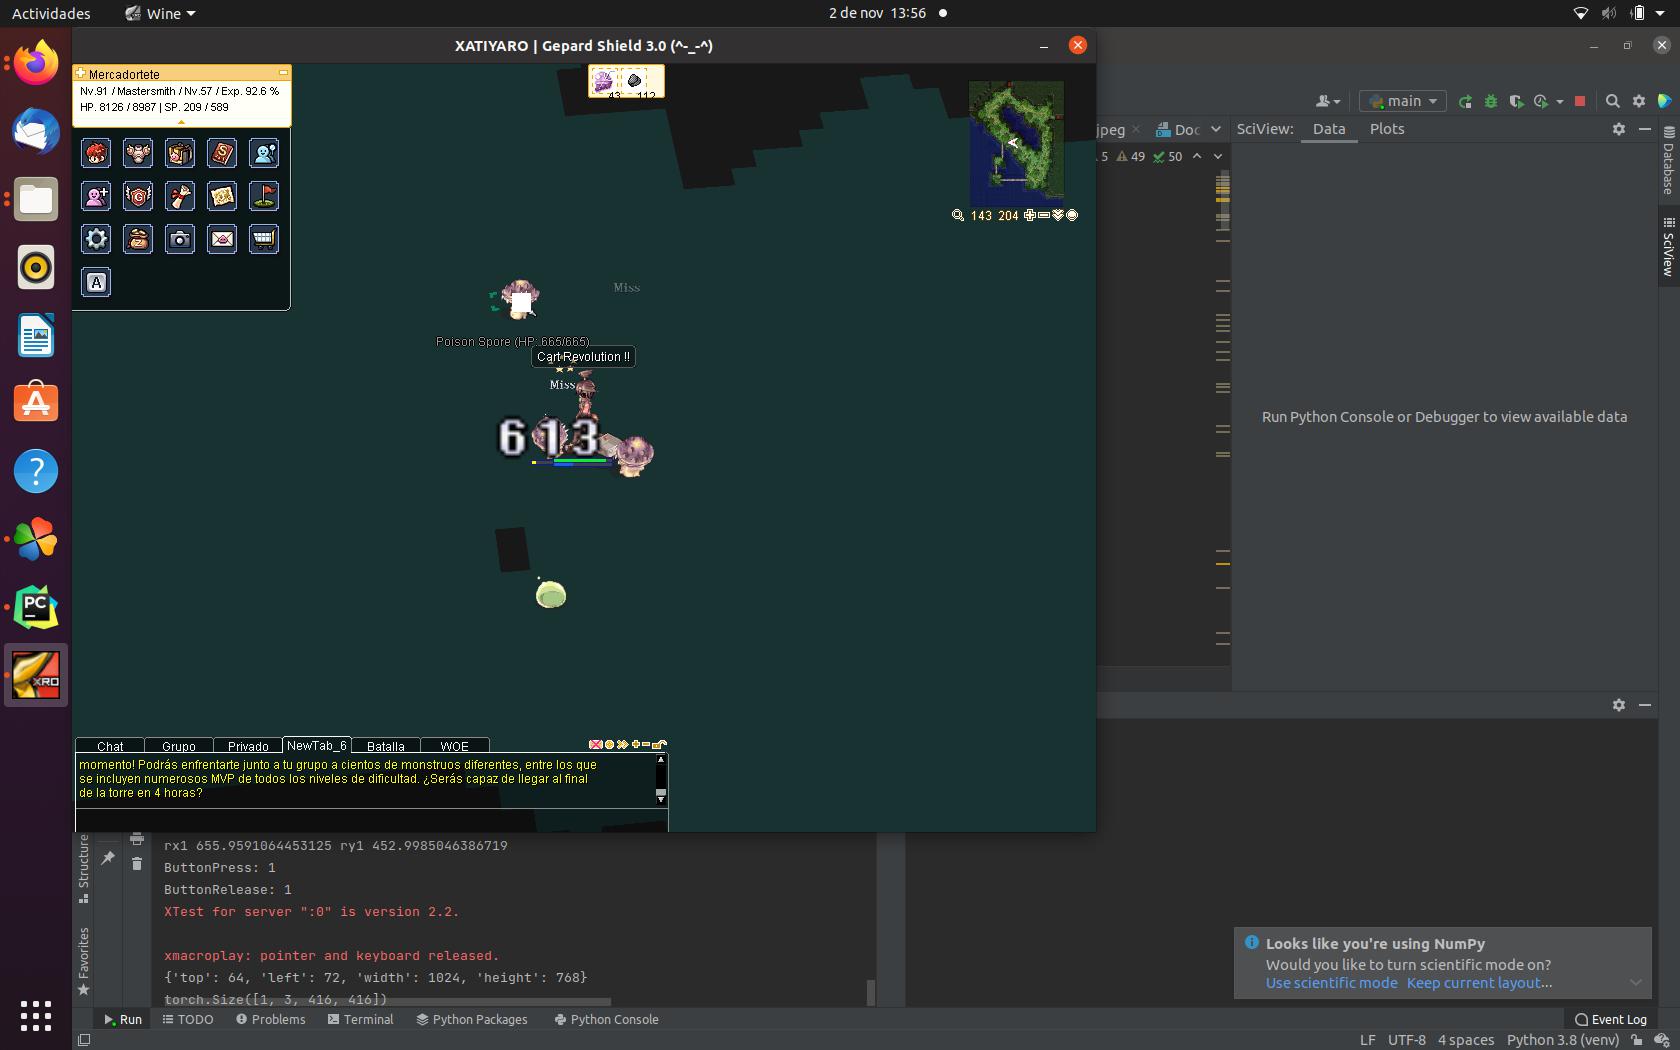 Actividades
Wine
2 de nov 13:56
XATIYARO | Gepard Shield 3.0 (^-_-^)
Mercadortete
Nv.91 / Mastersmith / Nv.57 / Exp. 92.6 %
HP. 8126 / 8987 | SP. 209 / 589
43
112
143 204
A
Miss
Poison Spore (HP: 665/665)
Cart Revolution !!
Miss
613
Chat
Grupo
Privado
NewTab_6
Batalla
WOE
momento! Podrás enfrentarte junto a tu grupo a cientos de monstruos diferentes, entre los que
se incluyen numerosos MVP de todos los niveles de dificultad. ¿Serás capaz de llegar al final
de la torre en 4 horas?
main
jpeg
Doc
SciView:
Data
Plots
5
49
50
Database
SciView
Run Python Console or Debugger to view available data
PC
XRO
Structure
Favorites
rx1 655.9591064453125 ry1 452.9985046386719
ButtonPress: 1
ButtonRelease: 1
XTest for server ":0" is version 2.2.
xmacroplay: pointer and keyboard released.
{'top': 64, 'left': 72, 'width': 1024, 'height': 768}
torch.Size([1, 3, 416, 416])
Looks like you're using NumPy
Would you like to turn scientific mode on?
Use scientific mode Keep current layout...
Run
TODO
Problems
Terminal
Python Packages
Python Console
Event Log
LF UTF-8 4 spaces Python 3.8 (venv)